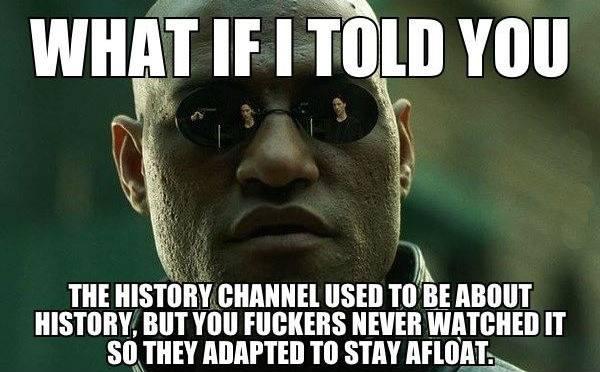 WHAT IF I TOLD YOU
THE HISTORY CHANNEL USED TO BE ABOUT
HISTORY, BUT YOU FUCKERS NEVER WATCHED IT
SO THEY ADAPTED TO STAY AFLOAT.